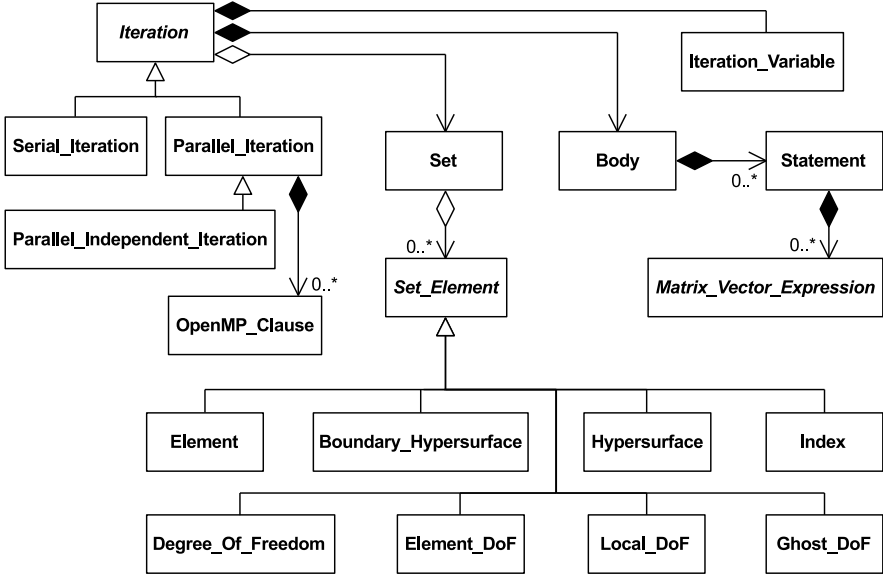 Iteration
Iteration_Variable
Serial_Iteration
Parallel_Iteration
Set
Body
Statement
0..*
Parallel_Independent_Iteration
0..*
0..*
0..*
Set_Element
Matrix_Vector_Expression
OpenMP_Clause
Element
Boundary_Hypersurface
Hypersurface
Index
Degree_Of_Freedom
Element_DoF
Local_DoF
Ghost_DoF